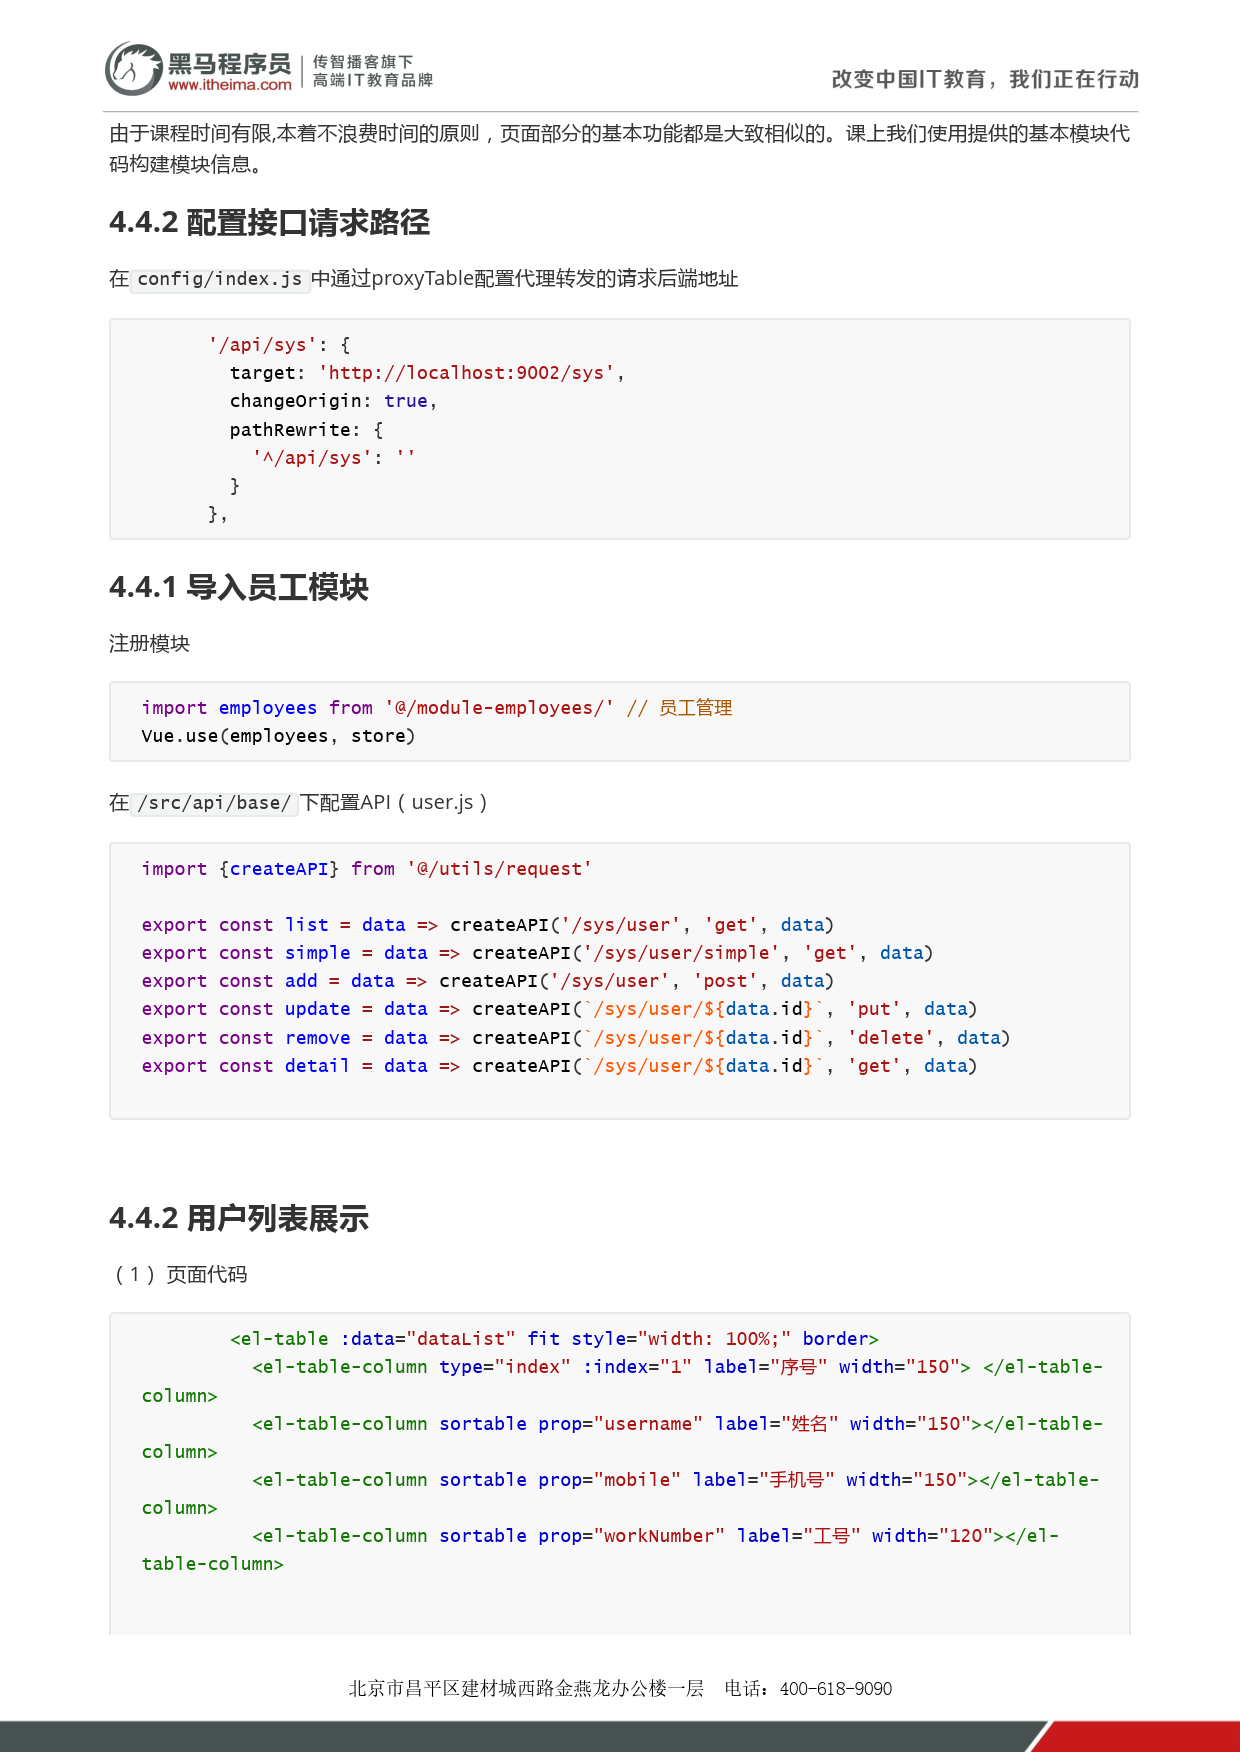 黑马程序员
www.itheima.com
传智播客旗下
高端IT教育品牌
改变中国IT教育，我们正在行动
由于课程时间有限,本着不浪费时间的原则，页面部分的基本功能都是大致相似的。课上我们使用提供的基本模块代
码构建模块信息。
4.4.2 配置接口请求路径
在 config/index.js 中通过proxyTable配置代理转发的请求后端地址
      '/api/sys': {
        target: 'http://localhost:9002/sys',
        changeOrigin: true,
        pathRewrite: {
          '^/api/sys': ''
        }
      },
4.4.1 导入员工模块
注册模块
import employees from '@/module-employees/' // 员工管理
Vue.use(employees, store)
在 /src/api/base/ 下配置API（user.js）
import {createAPI} from '@/utils/request'
export const list = data => createAPI('/sys/user', 'get', data)
export const simple = data => createAPI('/sys/user/simple', 'get', data)
export const add = data => createAPI('/sys/user', 'post', data)
export const update = data => createAPI(`/sys/user/${data.id}`, 'put', data)
export const remove = data => createAPI(`/sys/user/${data.id}`, 'delete', data)
export const detail = data => createAPI(`/sys/user/${data.id}`, 'get', data)
4.4.2 用户列表展示
（1） 页面代码
        <el-table :data="dataList" fit style="width: 100%;" border>
          <el-table-column type="index" :index="1" label="序号" width="150"> </el-table-
column>
          <el-table-column sortable prop="username" label="姓名" width="150"></el-table-
column>
          <el-table-column sortable prop="mobile" label="手机号" width="150"></el-table-
column>
          <el-table-column sortable prop="workNumber" label="工号" width="120"></el-
table-column>
北京市昌平区建材城西路金燕龙办公楼一层 电话：400-618-9090